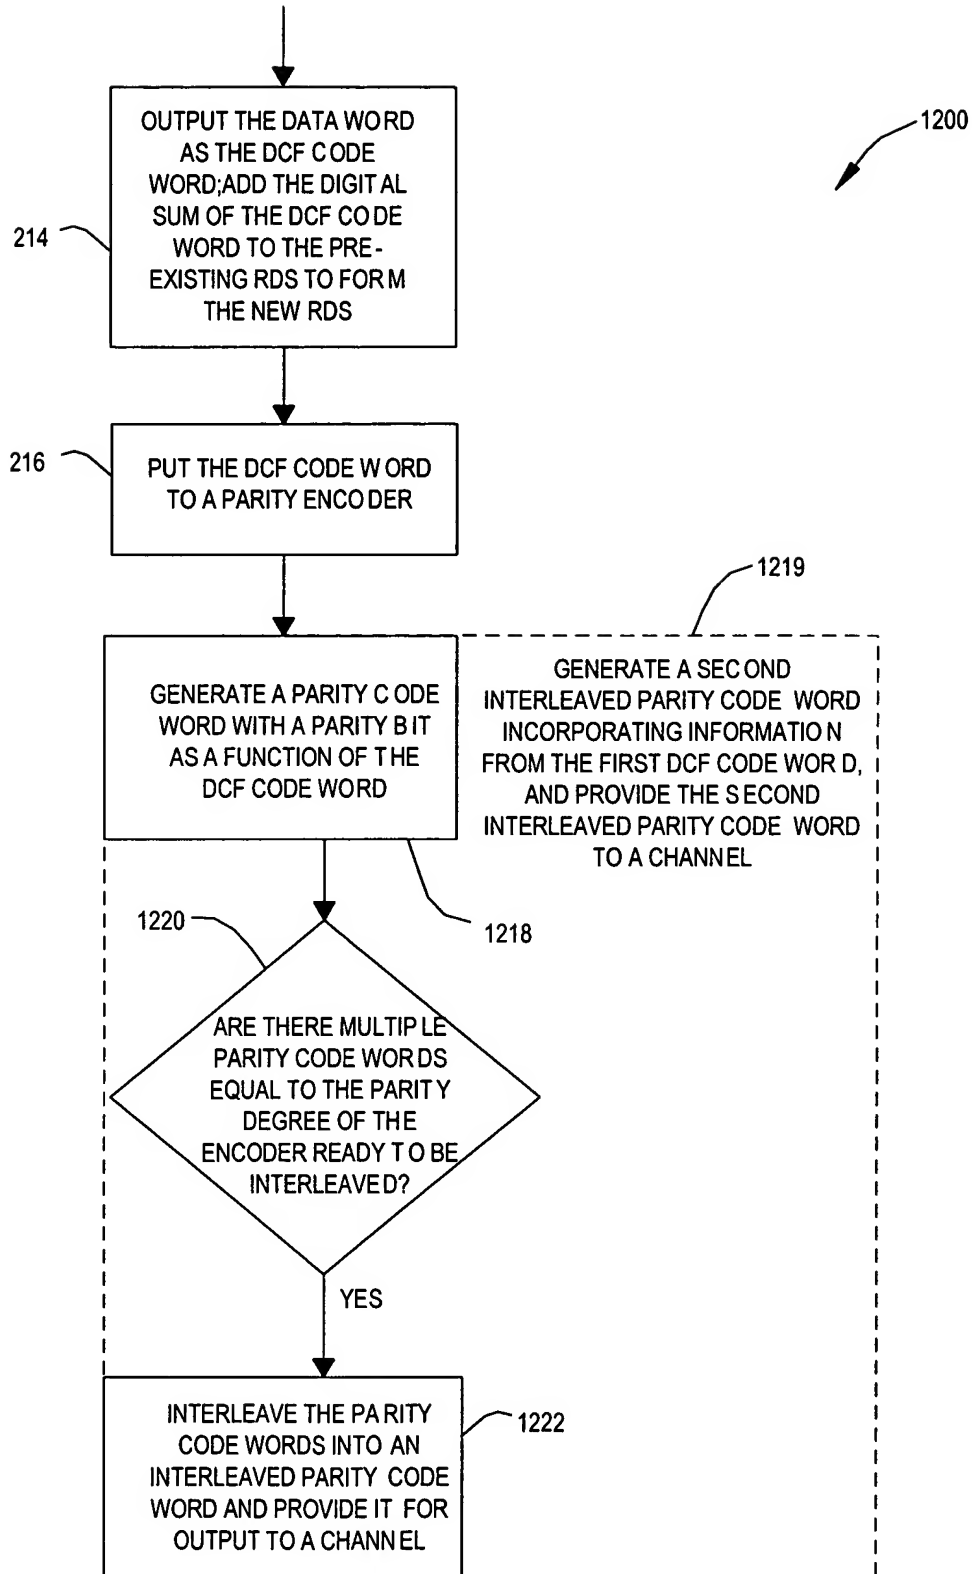 1200
OUTPUT THE DATA WORD
AS THE DCF CODE
WORD;ADD THE DIGITAL
SUM OF THE DCF CODE
WORD TO THE PRE-
EXISTING RDS TO FORM
THE NEW RDS
214
216
PUT THE DCF CODE WORD
TO A PARITY ENCODER
1219
GENERATE A PARITY CODE
WORD WITH A PARITY BIT
AS A FUNCTION OF THE
DCF CODE WORD
GENERATE A SECOND
INTERLEAVED PARITY CODE WORD
INCORPORATING INFORMATION
FROM THE FIRST DCF CODE WORD,
AND PROVIDE THE SECOND
INTERLEAVED PARITY CODE WORD
TO A CHANNEL
1218
1220
ARE THERE MULTIPLE
PARITY CODE WORDS
EQUAL TO THE PARITY
DEGREE OF THE
ENCODER READY TO BE
INTERLEAVED?
YES
INTERLEAVE THE PARITY
CODE WORDS INTO AN
INTERLEAVED PARITY CODE
WORD AND PROVIDE IT FOR
OUTPUT TO A CHANNEL
1222